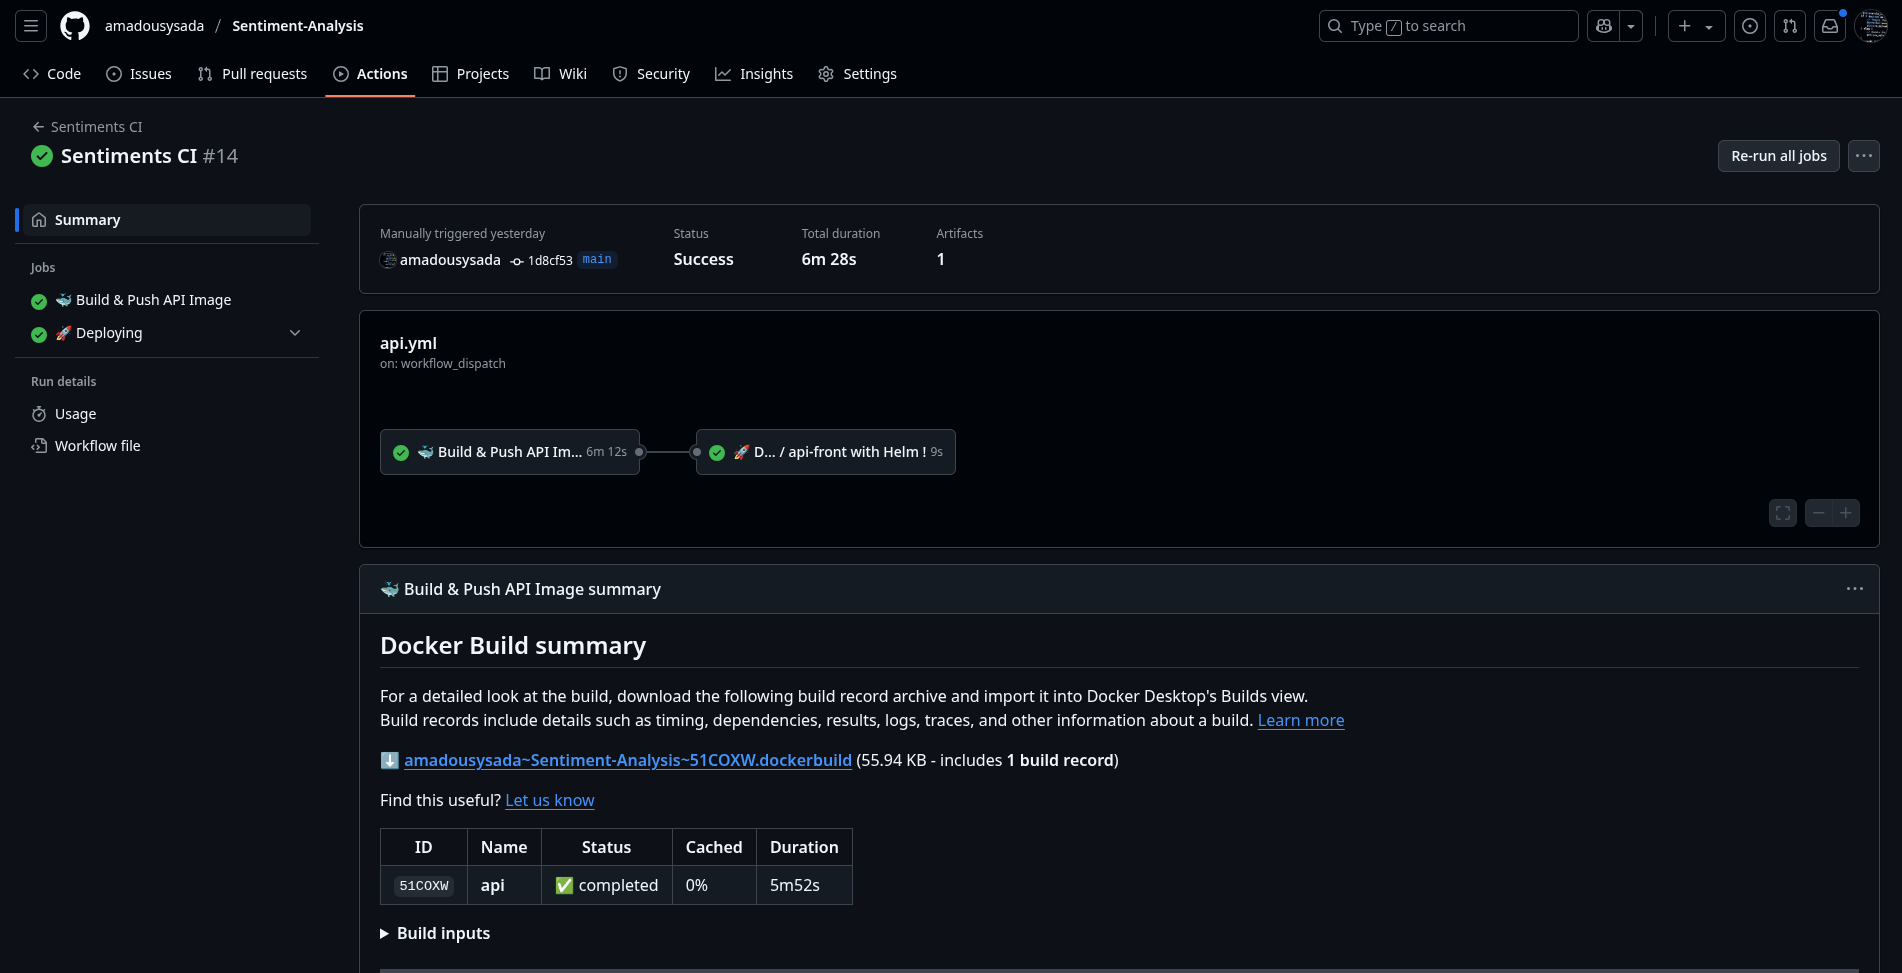 amadousysada / Sentiment-Analysis
Type / to search
Code Issues Pull requests Actions Projects Wiki Security Insights Settings
← Sentiments CI
Sentiments CI #14
Re-run all jobs
Summary
Jobs
Build & Push API Image
Deploying
Run details
Usage
Workflow file
Manually triggered yesterday Status Total duration Artifacts
amadousysada 1d8cf53 main Success 6m 28s 1
api.yml
on: workflow_dispatch
Build & Push API Im... 6m 12s D... / api-front with Helm ! 9s
Build & Push API Image summary
Docker Build summary
For a detailed look at the build, download the following build record archive and import it into Docker Desktop's Builds view.
Build records include details such as timing, dependencies, results, logs, traces, and other information about a build. Learn more
amadousysada~Sentiment-Analysis~51COXW.dockerbuild (55.94 KB - includes 1 build record)
Find this useful? Let us know
ID Name Status Cached Duration
51COXW api ✅ completed 0% 5m52s
Build inputs